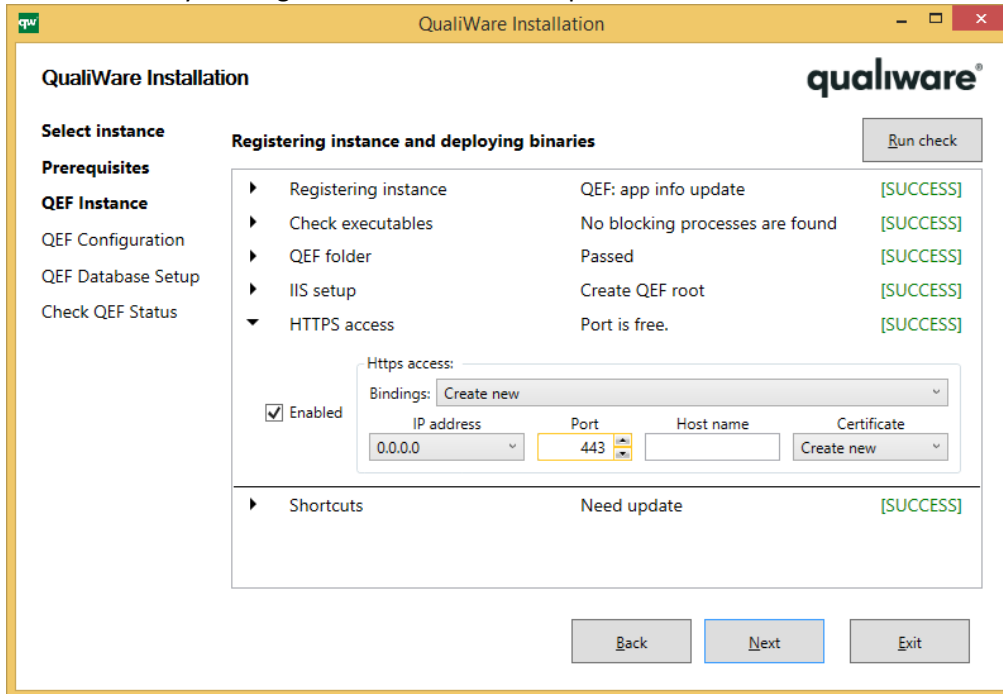 qw QualiWare Installation
QualiWare Installation
qualiware®
Select instance
Prerequisites
QEF Instance
QEF Configuration
QEF Database Setup
Check QEF Status
Registering instance and deploying binaries
Run check
Registering instance QEF: app info update [SUCCESS]
Check executables No blocking processes are found [SUCCESS]
QEF folder Passed [SUCCESS]
IIS setup Create QEF root [SUCCESS]
HTTPS access Port is free. [SUCCESS]
Https access:
Bindings: Create new
Enabled
IP address Port Host name Certificate
0.0.0.0 443 Create new
Shortcuts Need update [SUCCESS]
Back Next Exit